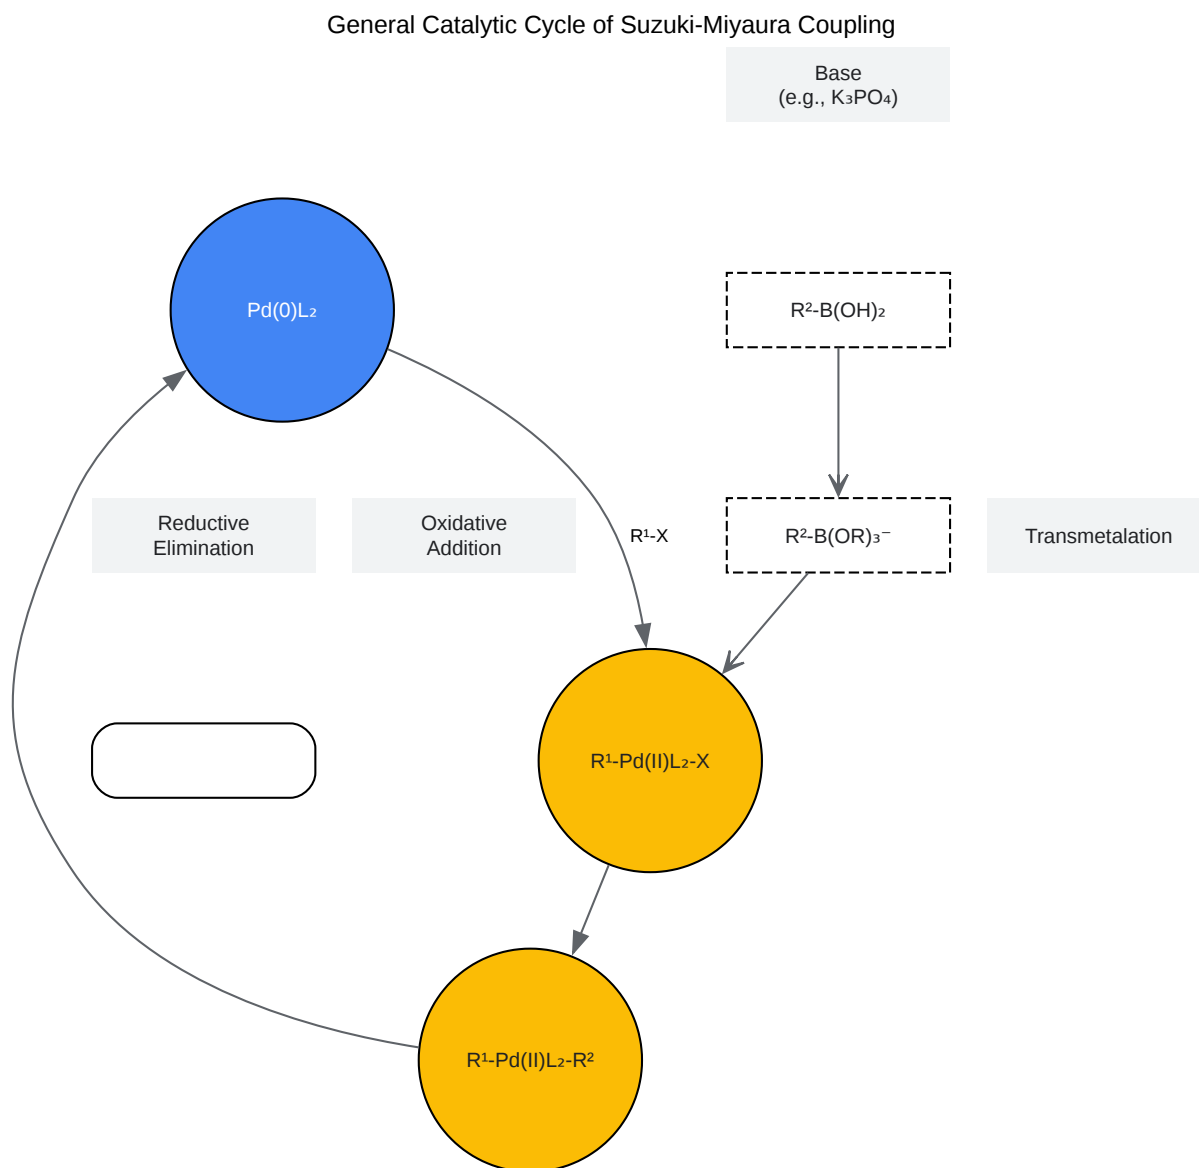 General Catalytic Cycle of Suzuki-Miyaura Coupling
Base
(e.g., K₃PO₄)
Pd(0)L₂
R²-B(OH)₂
Reductive
Elimination
Oxidative
Addition
R¹-X
R²-B(OR)₃⁻
Transmetalation
R¹-Pd(II)L₂-X
R¹-Pd(II)L₂-R²